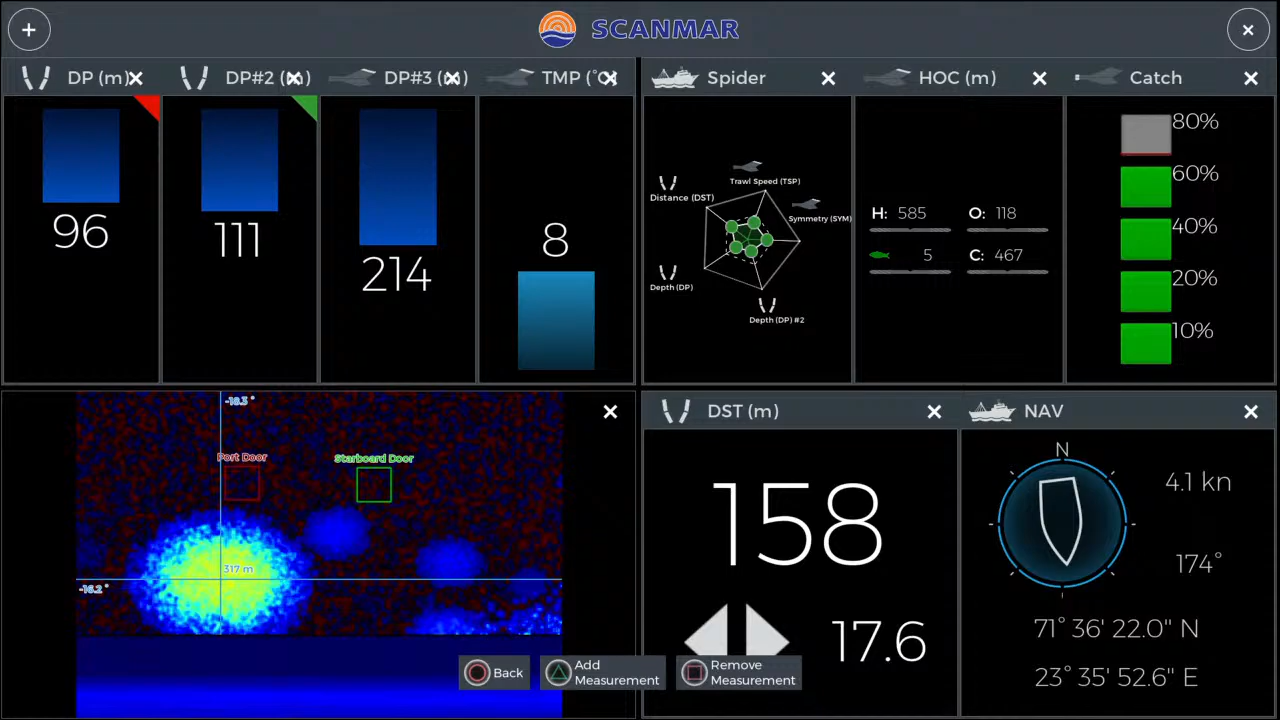 +
SCANMAR
×
DP (m)×
DP#2 (m)×
DP#3 (m)×
TMP (°C)×
Spider ×
HOC (m) ×
Catch ×
96
111
214
8
Trawl Speed (TSP)
Distance (DST)
Symmetry (SYM)
Depth (DP)
Depth (DP) #2
H: 585 O: 118
5 C: 467
80%
60%
40%
20%
10%
×
-18.3 °
Port Door
Starboard Door
317 m
-16.2 °
DST (m) ×
158
17.6
NAV ×
N
4.1 kn
174°
71° 36' 22.0" N
23° 35' 52.6" E
Back
Add
Measurement
Remove
Measurement